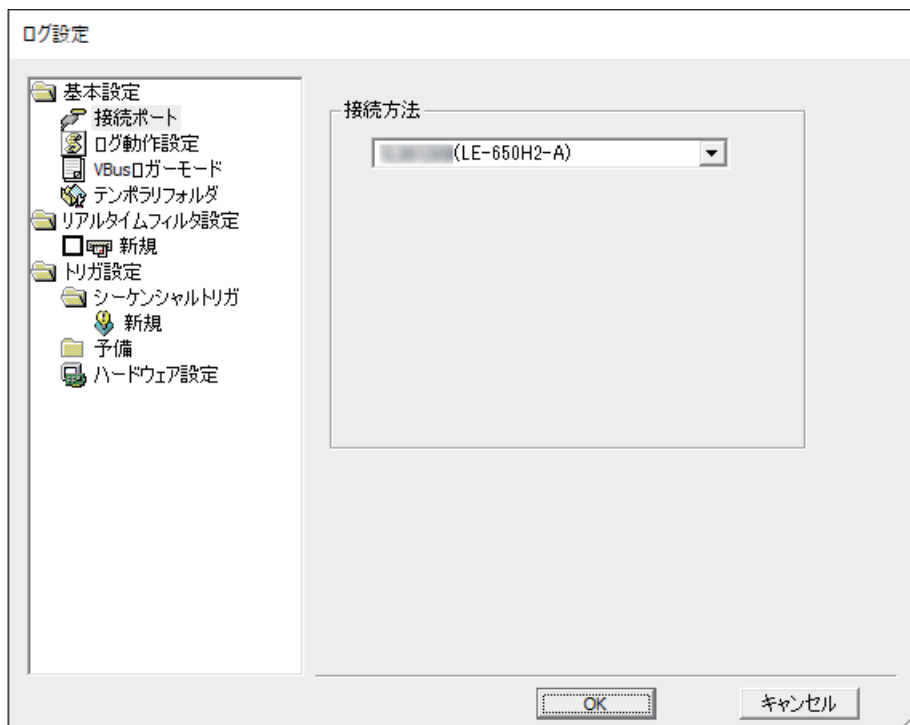 ログ設定
基本設定
接続ポート
ログ動作設定
VBusロガーモード
テンポラリフォルダ
リアルタイムフィルタ設定
新規
トリガ設定
シーケンシャルトリガ
新規
予備
ハードウェア設定
接続方法
(LE-650H2-A)
OK
キャンセル